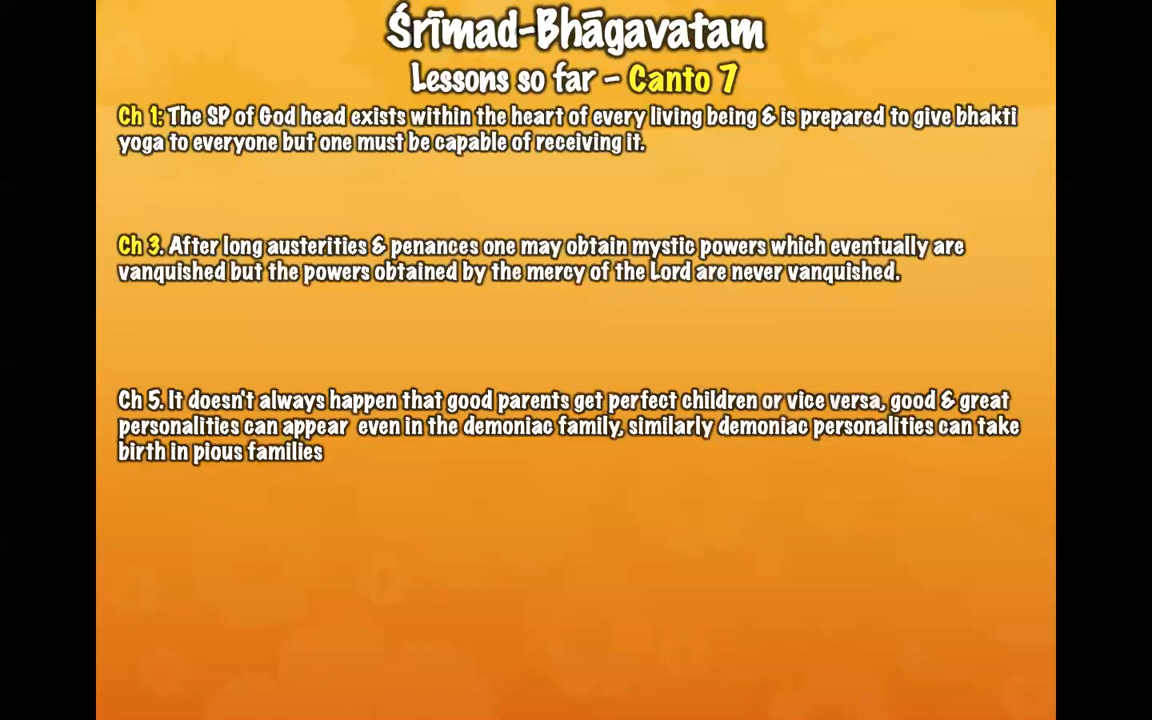 Śrīmad-Bhāgavatam
Lessons so far - Canto 7
Ch 1: The SP of God head exists within the heart of every living being & is prepared to give bhakti
yoga to everyone but one must be capable of receiving it.
Ch 3. After long austerities & penances one may obtain mystic powers which eventually are
vanquished but the powers obtained by the mercy of the Lord are never vanquished.
Ch 5. It doesn't always happen that good parents get perfect children or vice versa, good & great
personalities can appear even in the demoniac family, similarly demoniac personalities can take
birth in pious families